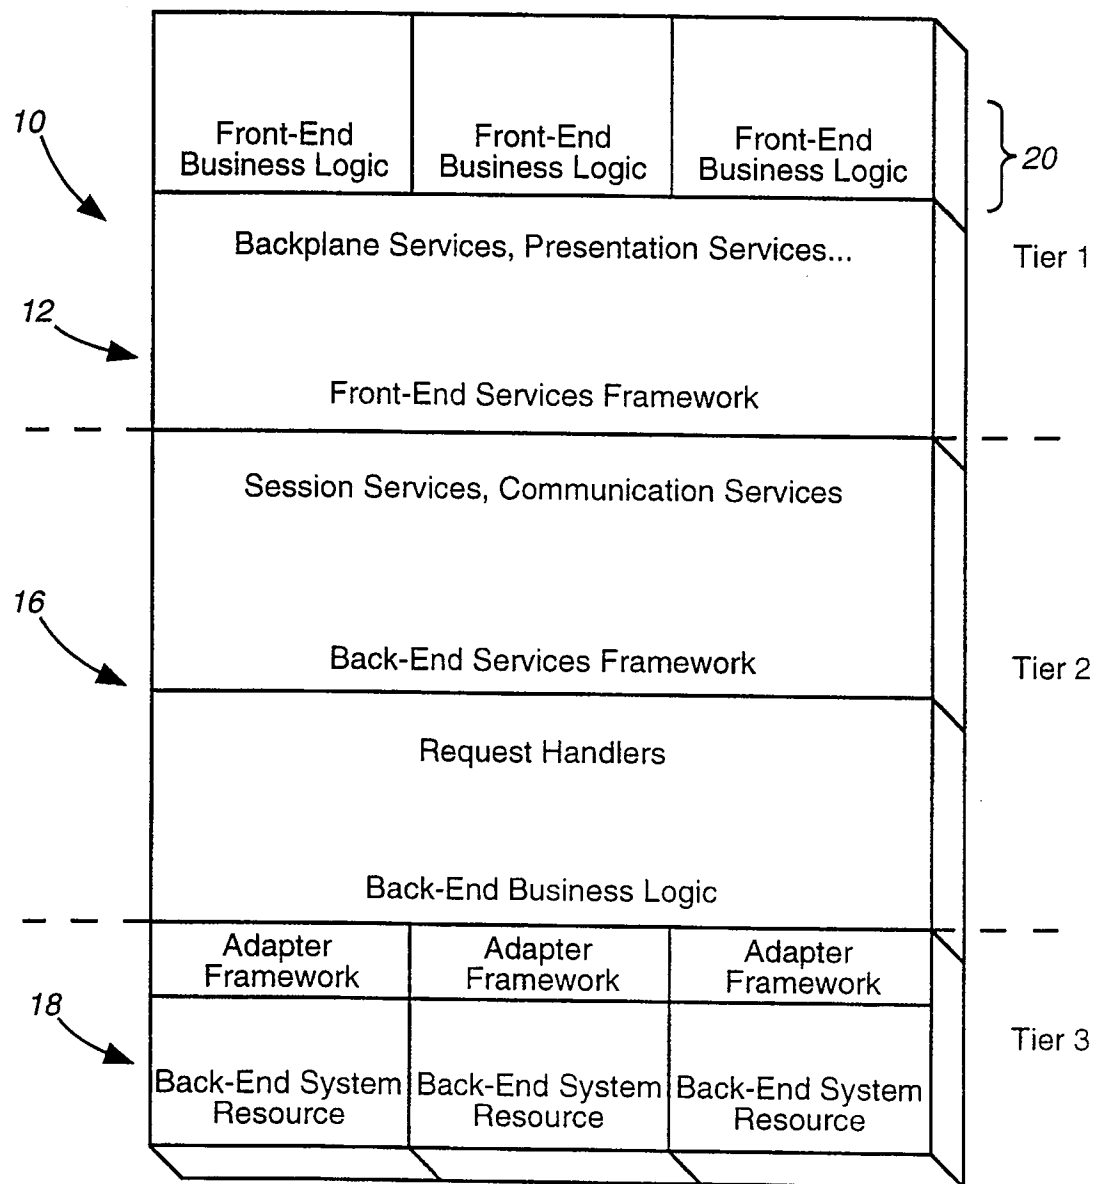 10
Front-End
Business Logic
Front-End
Business Logic
Front-End
Business Logic
20
Backplane Services, Presentation Services...
Tier 1
12
Front-End Services Framework
Session Services, Communication Services
16
Back-End Services Framework
Tier 2
Request Handlers
Back-End Business Logic
Adapter
Framework
Adapter
Framework
Adapter
Framework
18
Tier 3
Back-End System
Resource
Back-End System
Resource
Back-End System
Resource